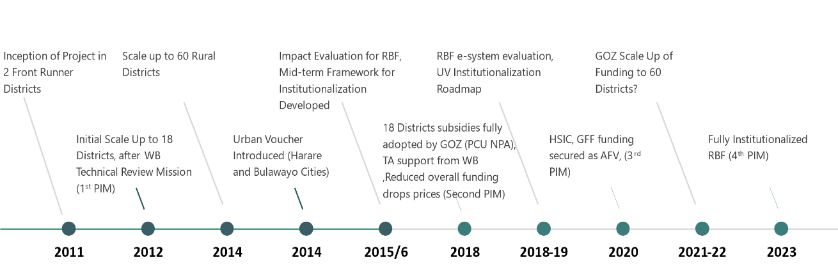 Inception of Project in
2 Front Runner
Districts
Scale up to 60 Rural
Districts
Impact Evaluation for RBF,
Mid-term Framework for
Institutionalization
Developed
RBF e-system evaluation,
UV Institutionalization
Roadmap
GOZ Scale Up of
Funding to 60
Districts?
Initial Scale Up to 18
Districts, after WB
Technical Review Mission
(1st PIM)
Urban Voucher
Introduced (Harare
and Bulawayo Cities)
18 Districts subsidies fully
adopted by GOZ (PCU NPA),
TA support from WB
,Reduced overall funding
drops prices (Second PIM)
HSIC, GFF funding
secured as AFV, (3rd
PIM)
Fully Institutionalized
RBF (4th PIM)
2011
2012
2014
2014
2015/6
2018
2018-19
2020
2021-22
2023